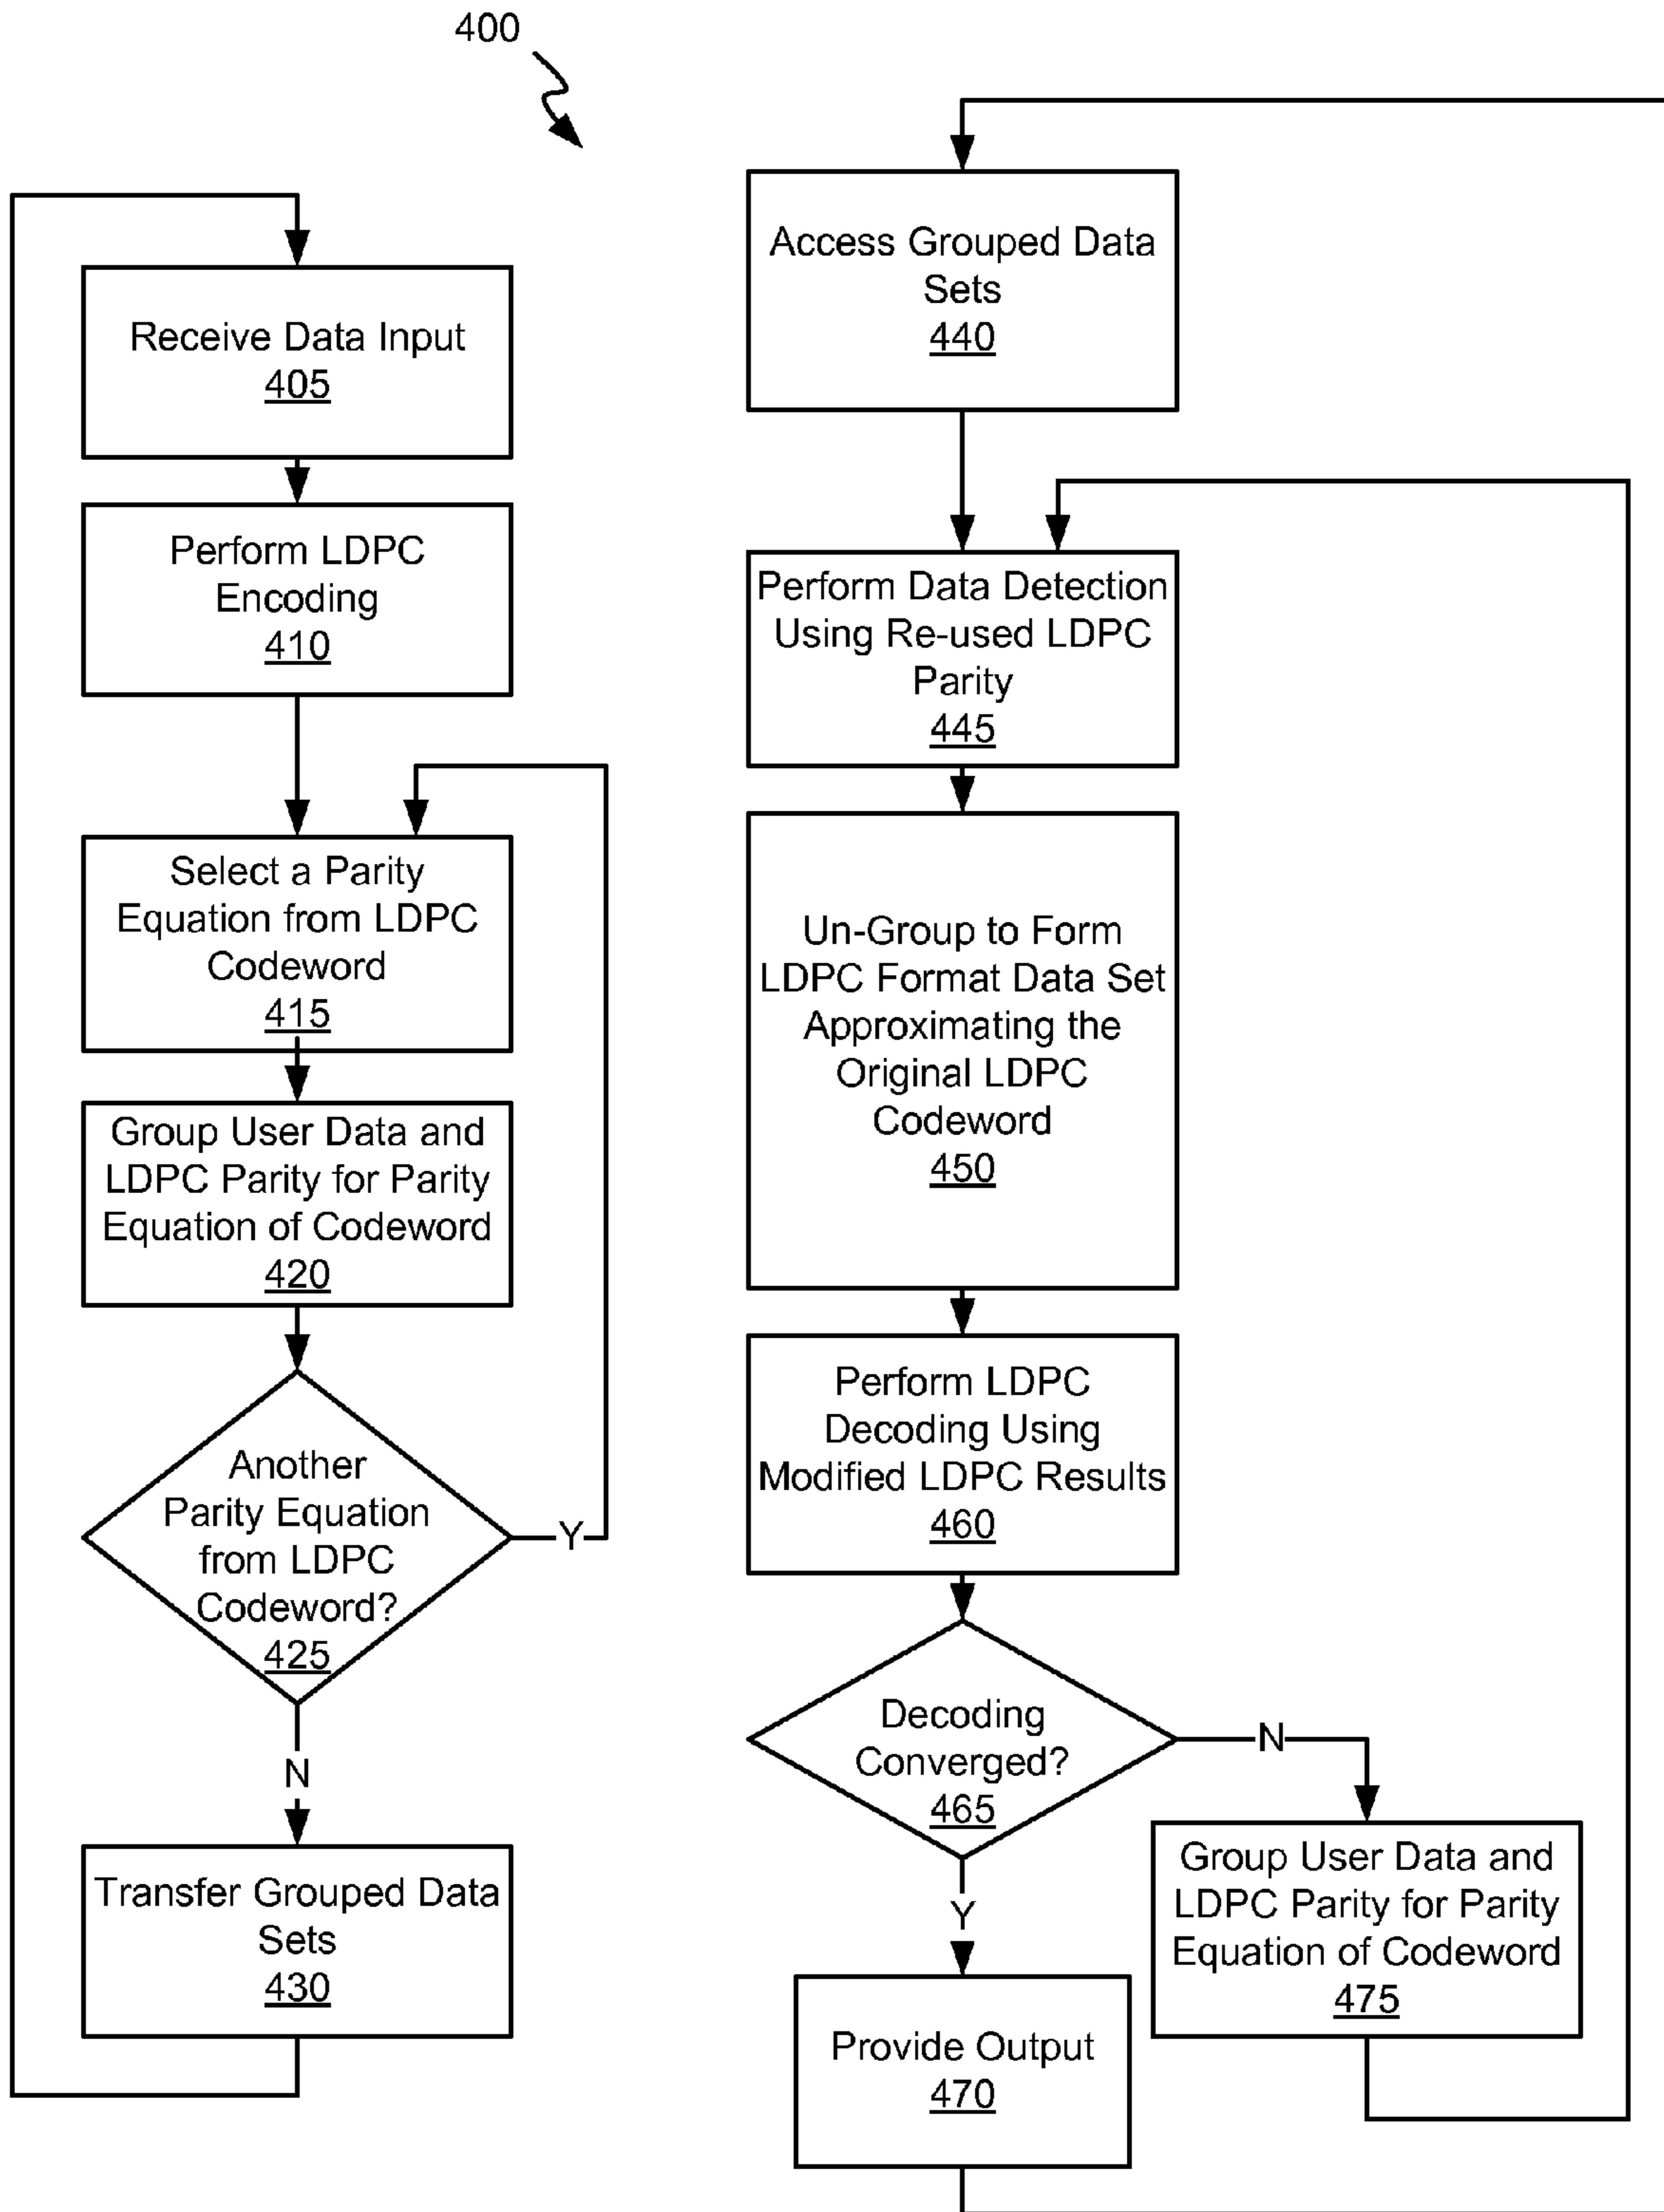 400
Receive Data Input
405
Perform LDPC
Encoding
410
Select a Parity
Equation from LDPC
Codeword
415
Group User Data and
LDPC Parity for Parity
Equation of Codeword
420
Another
Parity Equation
from LDPC
Codeword?
425
Y
N
Transfer Grouped Data
Sets
430
Access Grouped Data
Sets
440
Perform Data Detection
Using Re-used LDPC
Parity
445
Un-Group to Form
LDPC Format Data Set
Approximating the
Original LDPC
Codeword
450
Perform LDPC
Decoding Using
Modified LDPC Results
460
Decoding
Converged?
465
N
Y
Group User Data and
LDPC Parity for Parity
Equation of Codeword
475
Provide Output
470